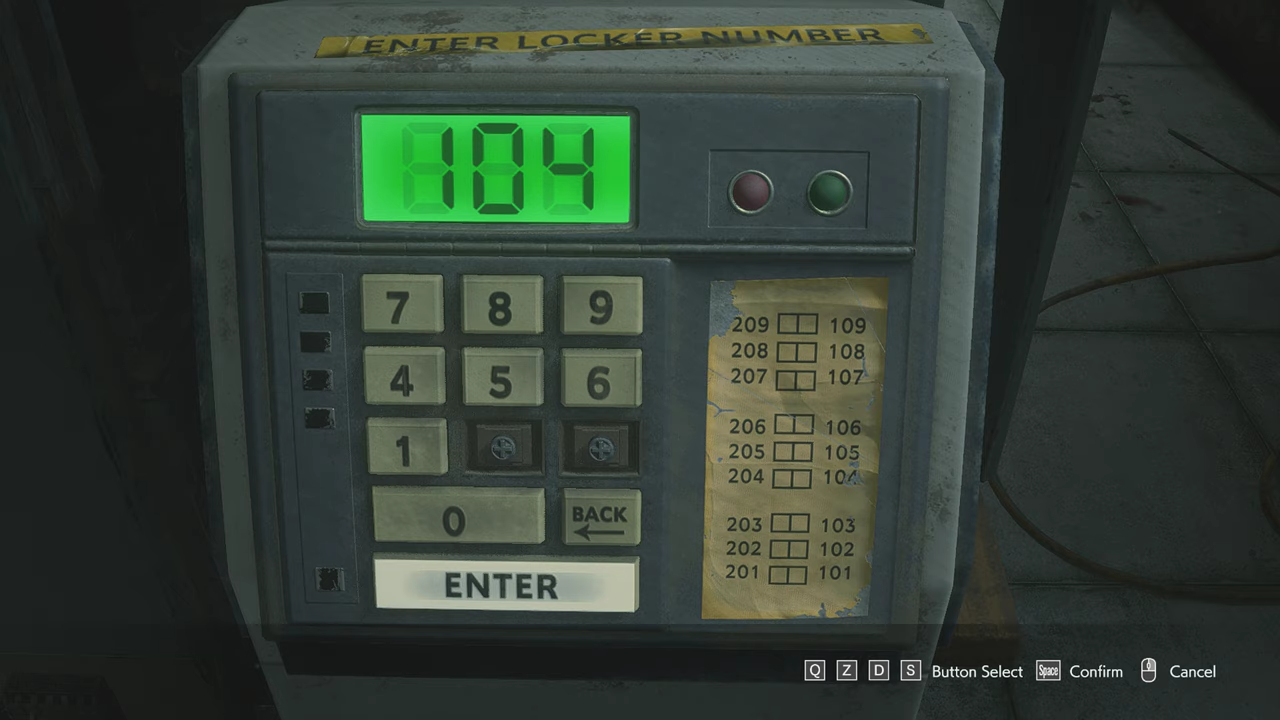 ENTER LOCKER NUMBER
104
7 8 9
4 5 6
1
0 BACK
ENTER
209 109
208 108
207 107
206 106
205 105
204 104
203 103
202 102
201 101
Q Z D S Button Select Space Confirm Cancel